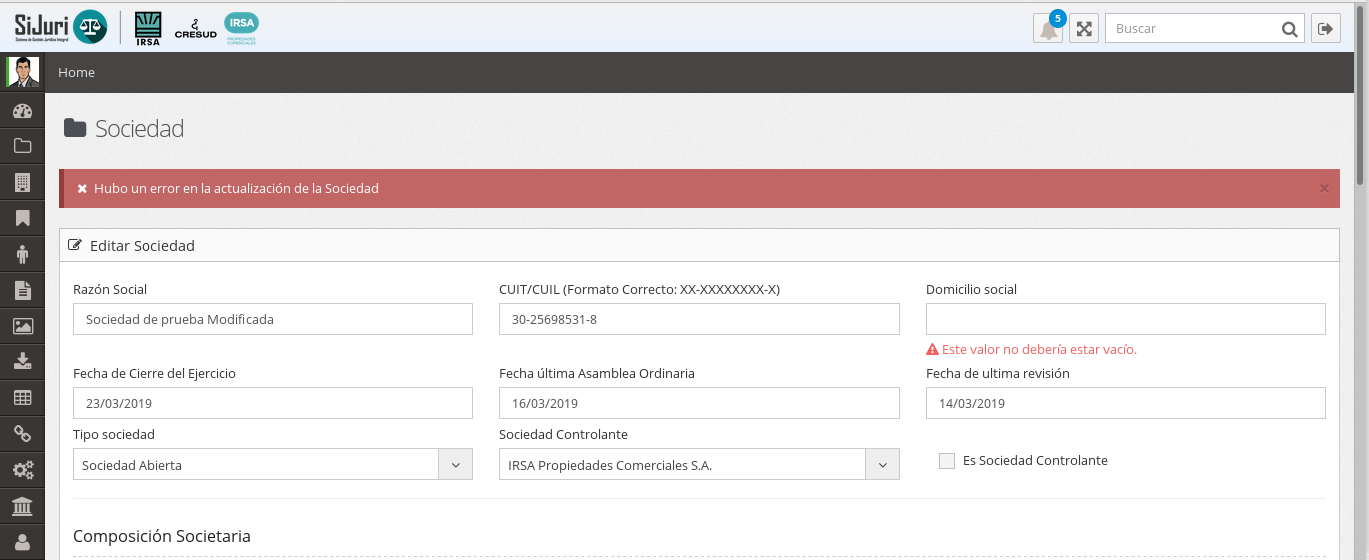 SiJuri
Sistema de Gestión Jurídica Integral
IRSA
CRESUD
IRSA
PROPIEDADES
COMERCIALES
5
Buscar
Home
Sociedad
Hubo un error en la actualización de la Sociedad
×
Editar Sociedad
Razón Social
CUIT/CUIL (Formato Correcto: XX-XXXXXXXX-X)
Domicilio social
Sociedad de prueba Modificada
30-25698531-8
Este valor no debería estar vacío.
Fecha de Cierre del Ejercicio
Fecha última Asamblea Ordinaria
Fecha de ultima revisión
23/03/2019
16/03/2019
14/03/2019
Tipo sociedad
Sociedad Controlante
Sociedad Abierta
IRSA Propiedades Comerciales S.A.
Es Sociedad Controlante
Composición Societaria